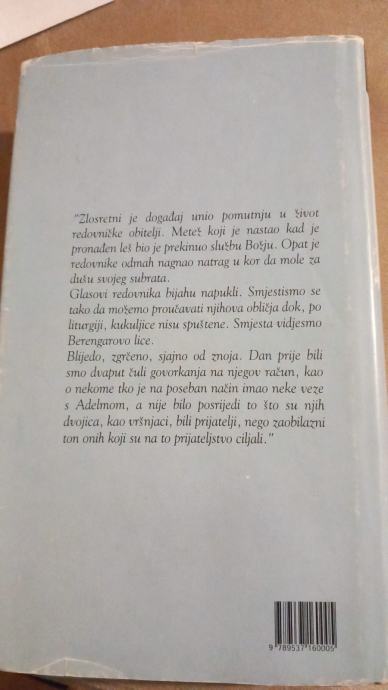 "Zlosretni je događaj unio pomutnju u život
redovničke obitelji. Metež koji je nastao kad je
pronađen leš bio je prekinuo službu Božju. Opat je
redovnike odmah nagnao natrag u kor da mole za
dušu svojeg subrata.
Glasovi redovnika bijahu napukli. Smjestismo se
tako da možemo proučavati njihova obličja dok, po
liturgiji, kukuljice nisu spuštene. Smjesta vidjesmo
Berengarovo lice.
Blijedo, zgrčeno, sjajno od znoja. Dan prije bili
smo dvaput čuli govorkanja na njegov račun, kao
o nekome tko je na poseban način imao neke veze
s Adelmom, a nije bilo posrijedi to što su njih
dvojica, kao vršnjaci, bili prijatelji, nego zaobilazni
ton onih koji su na to prijateljstvo ciljali."
9 789537 160005